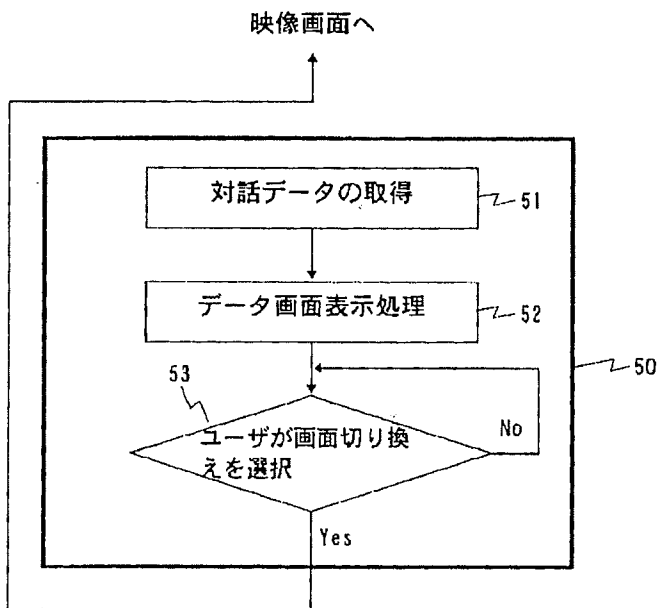 映像画面へ
対話データの取得
51
データ画面表示処理
52
50
53
ユーザが画面切り換
えを選択
No
Yes